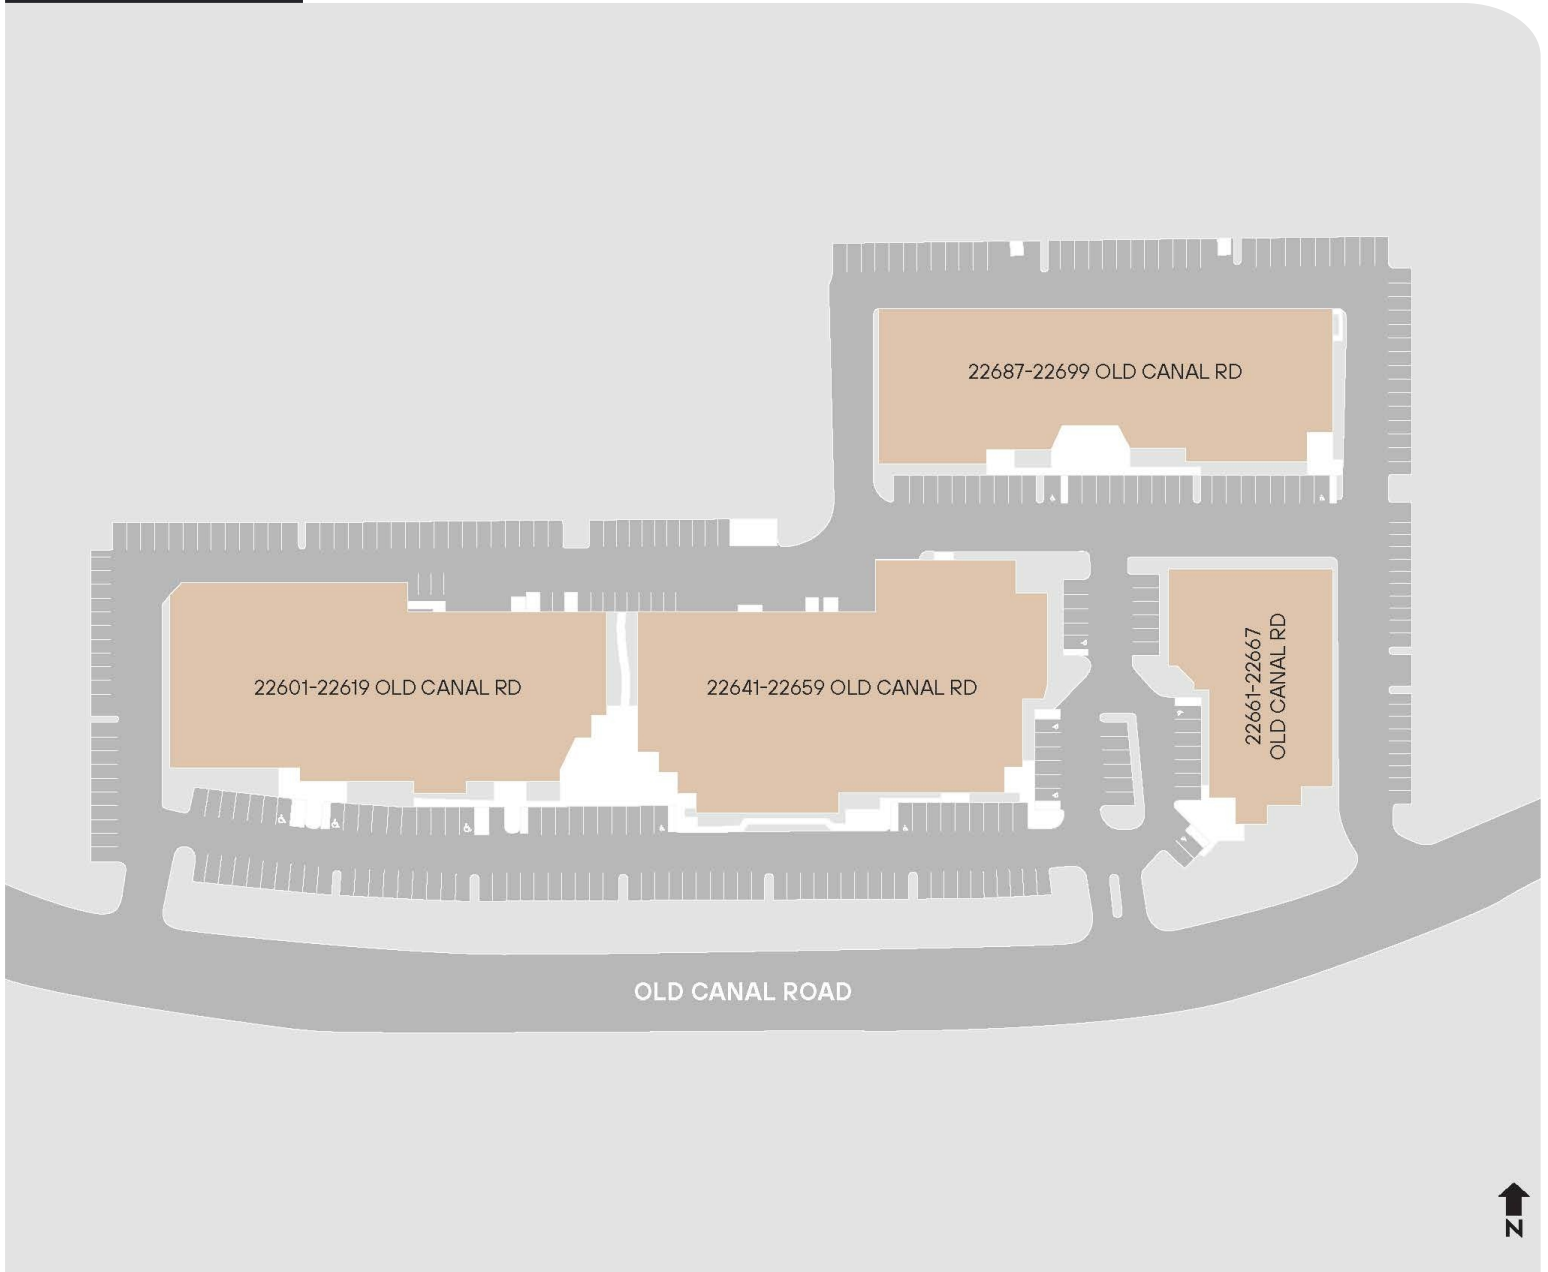 22687-22699 OLD CANAL RD
22601-22619 OLD CANAL RD
22641-22659 OLD CANAL RD
22661-22667
OLD CANAL RD
OLD CANAL ROAD
N